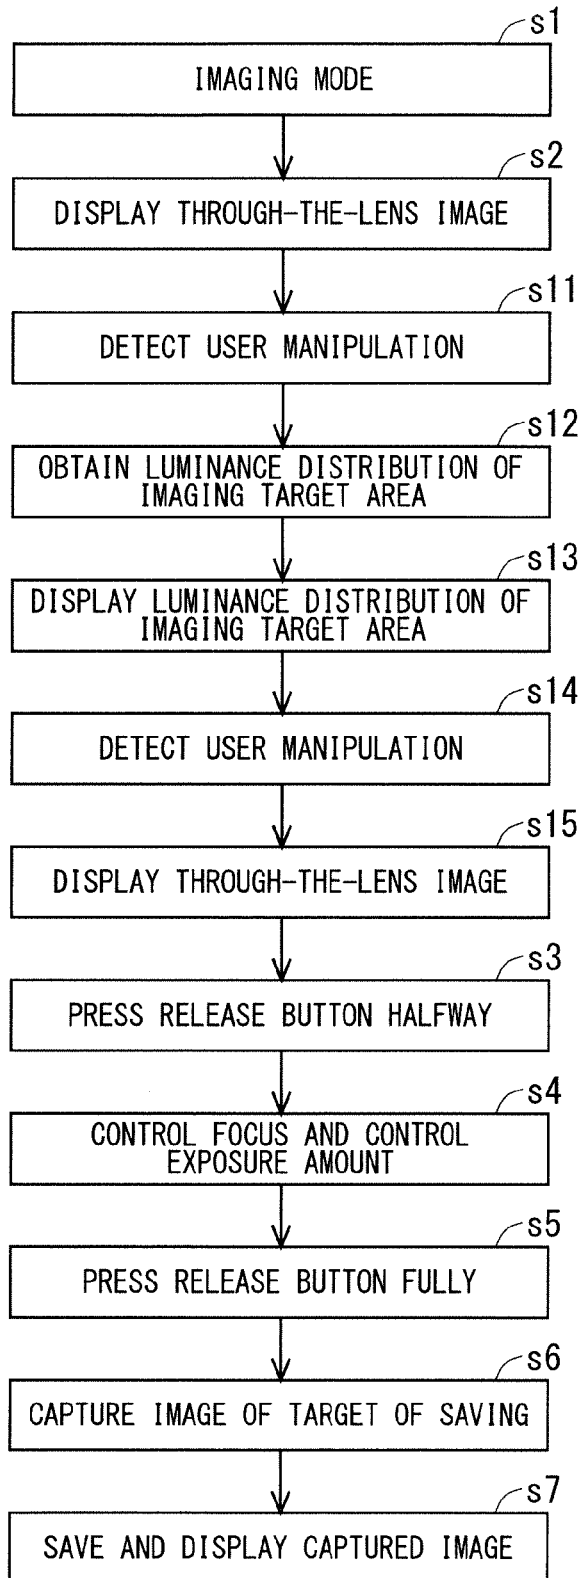 s1
IMAGING MODE
s2
DISPLAY THROUGH-THE-LENS IMAGE
s11
DETECT USER MANIPULATION
s12
OBTAIN LUMINANCE DISTRIBUTION OF
IMAGING TARGET AREA
s13
DISPLAY LUMINANCE DISTRIBUTION OF
IMAGING TARGET AREA
s14
DETECT USER MANIPULATION
s15
DISPLAY THROUGH-THE-LENS IMAGE
s3
PRESS RELEASE BUTTON HALFWAY
s4
CONTROL FOCUS AND CONTROL
EXPOSURE AMOUNT
s5
PRESS RELEASE BUTTON FULLY
s6
CAPTURE IMAGE OF TARGET OF SAVING
s7
SAVE AND DISPLAY CAPTURED IMAGE